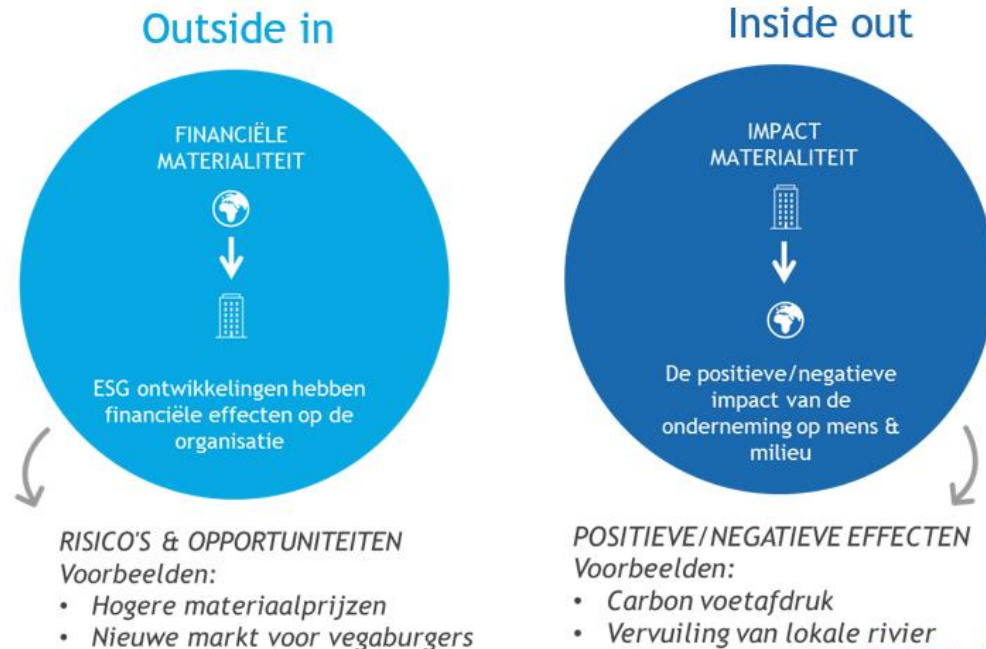 Outside in
FINANCIËLE
MATERIALITEIT
ESG ontwikkelingen hebben
financiële effecten op de
organisatie
RISICO'S & OPPORTUNITEITEN
Voorbeelden:
• Hogere materiaalprijzen
• Nieuwe markt voor vegaburgers
Inside out
IMPACT
MATERIALITEIT
De positieve/negatieve
impact van de
onderneming op mens &
milieu
POSITIEVE/NEGATIEVE EFFECTEN
Voorbeelden:
• Carbon voetafdruk
• Vervuiling van lokale rivier